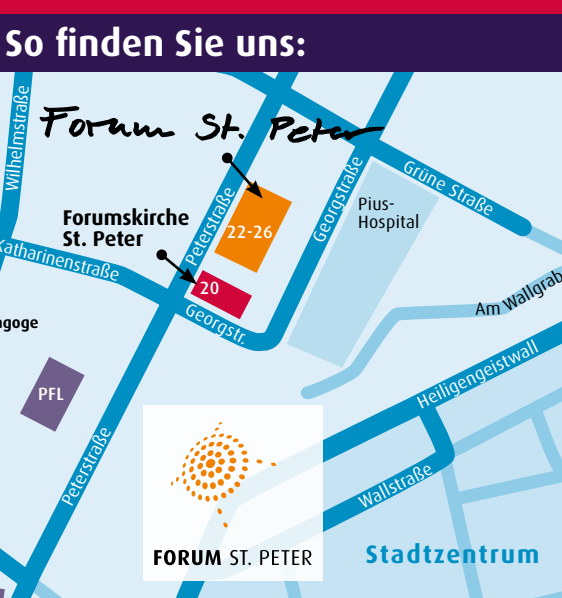 So finden Sie uns:
Wilhelmstraße
Forum St. Peter
Grüne Straße
Peterstraße
Georgstraße
Pius-
Hospital
Forumskirche
St. Peter
22-26
Katharinenstraße
20
Georgstr.
Am Wallgrab
agoge
PFL
Heiligengeistwall
Peterstraße
Wallstraße
FORUM ST. PETER
Stadtzentrum